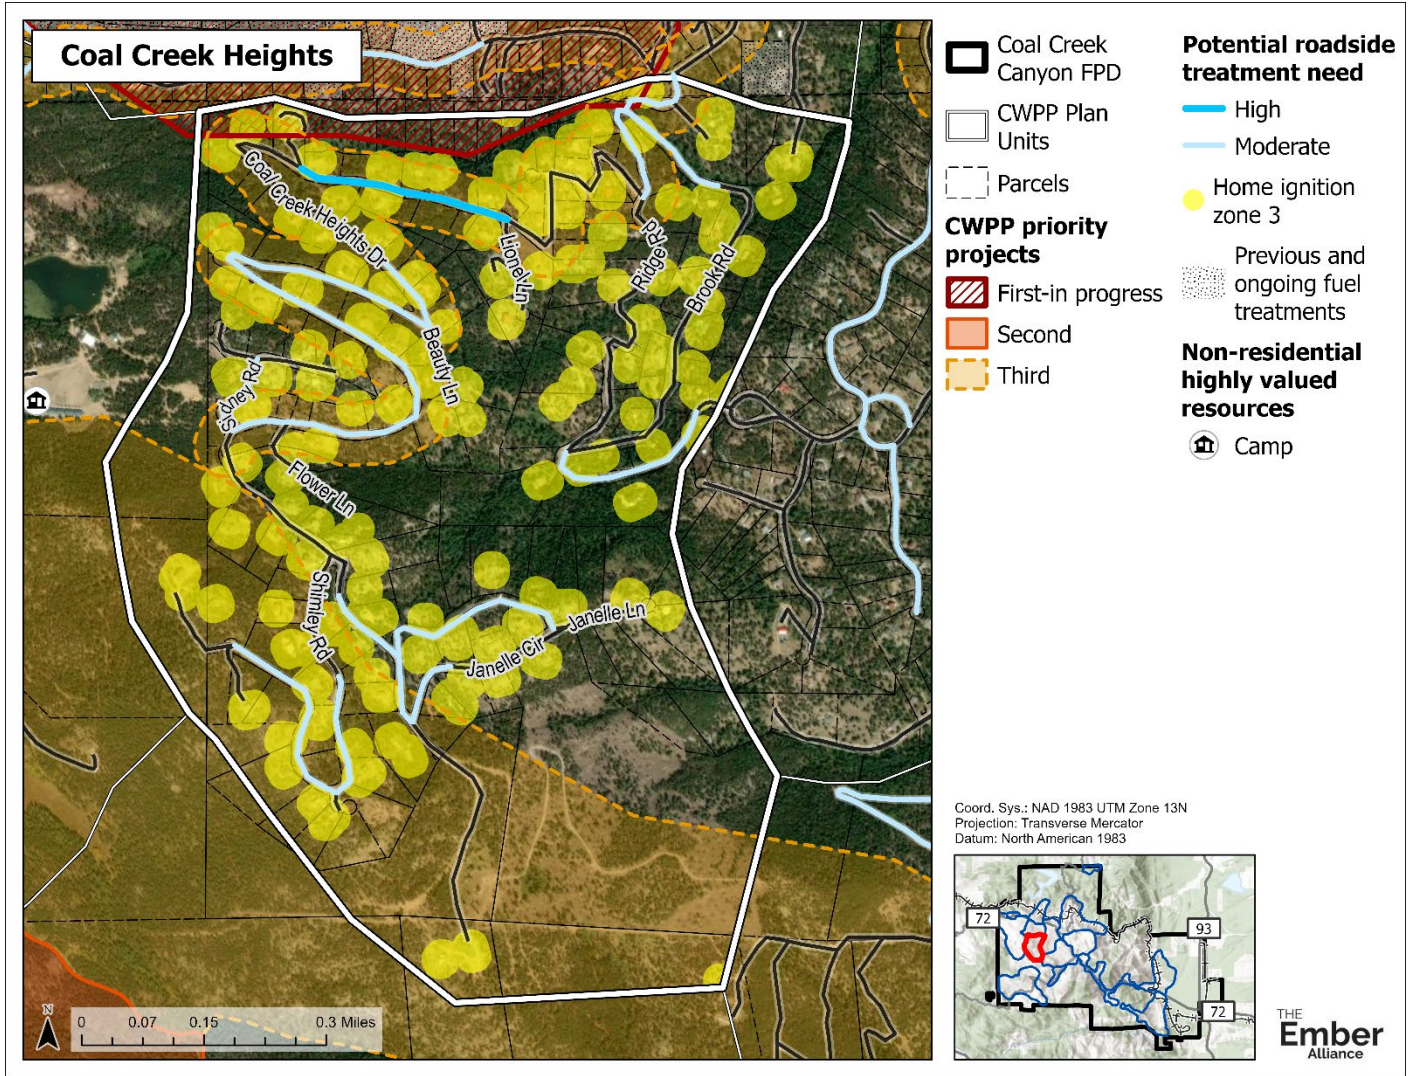 Coal Creek Heights
Coal Creek Heights Dr
Lionel Ln
Ridge Rd
Brook Rd
Beauty Ln
Sidney Rd
Flower Ln
Shimley Rd
Janelle Ln
Janelle Cir
N
0 0.07 0.15 0.3 Miles
Coal Creek
Canyon FPD
CWPP Plan
Units
Parcels
CWPP priority
projects
First-in progress
Second
Third
Potential roadside
treatment need
High
Moderate
Home ignition
zone 3
Previous and
ongoing fuel
treatments
Non-residential
highly valued
resources
Camp
Coord. Sys.: NAD 1983 UTM Zone 13N
Projection: Transverse Mercator
Datum: North American 1983
72
93
72
THE
Ember
Alliance